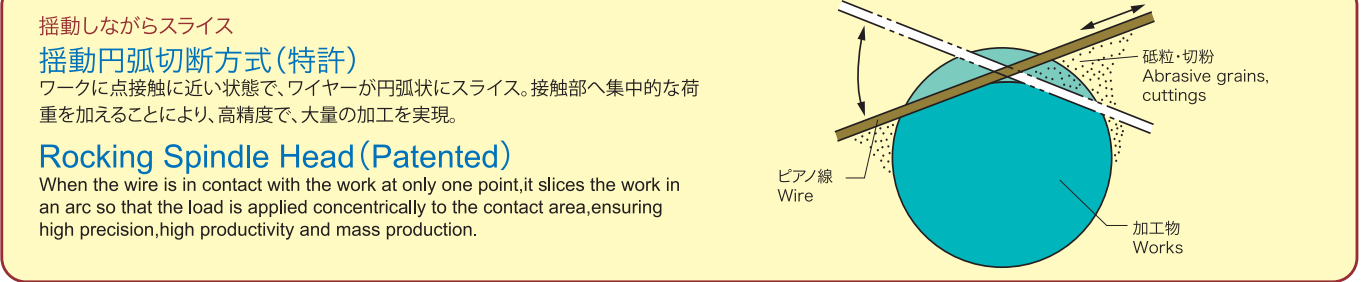 揺動しながらスライス
揺動円弧切断方式(特許)
ワークに点接触に近い状態で、ワイヤーが円弧状にスライス。接触部へ集中的な荷
重を加えることにより、高精度で、大量の加工を実現。
Rocking Spindle Head(Patented)
When the wire is in contact with the work at only one point,it slices the work in
an arc so that the load is applied concentrically to the contact area,ensuring
high precision,high productivity and mass production.
砥粒・切粉
Abrasive grains,
cuttings
ピアノ線
Wire
加工物
Works